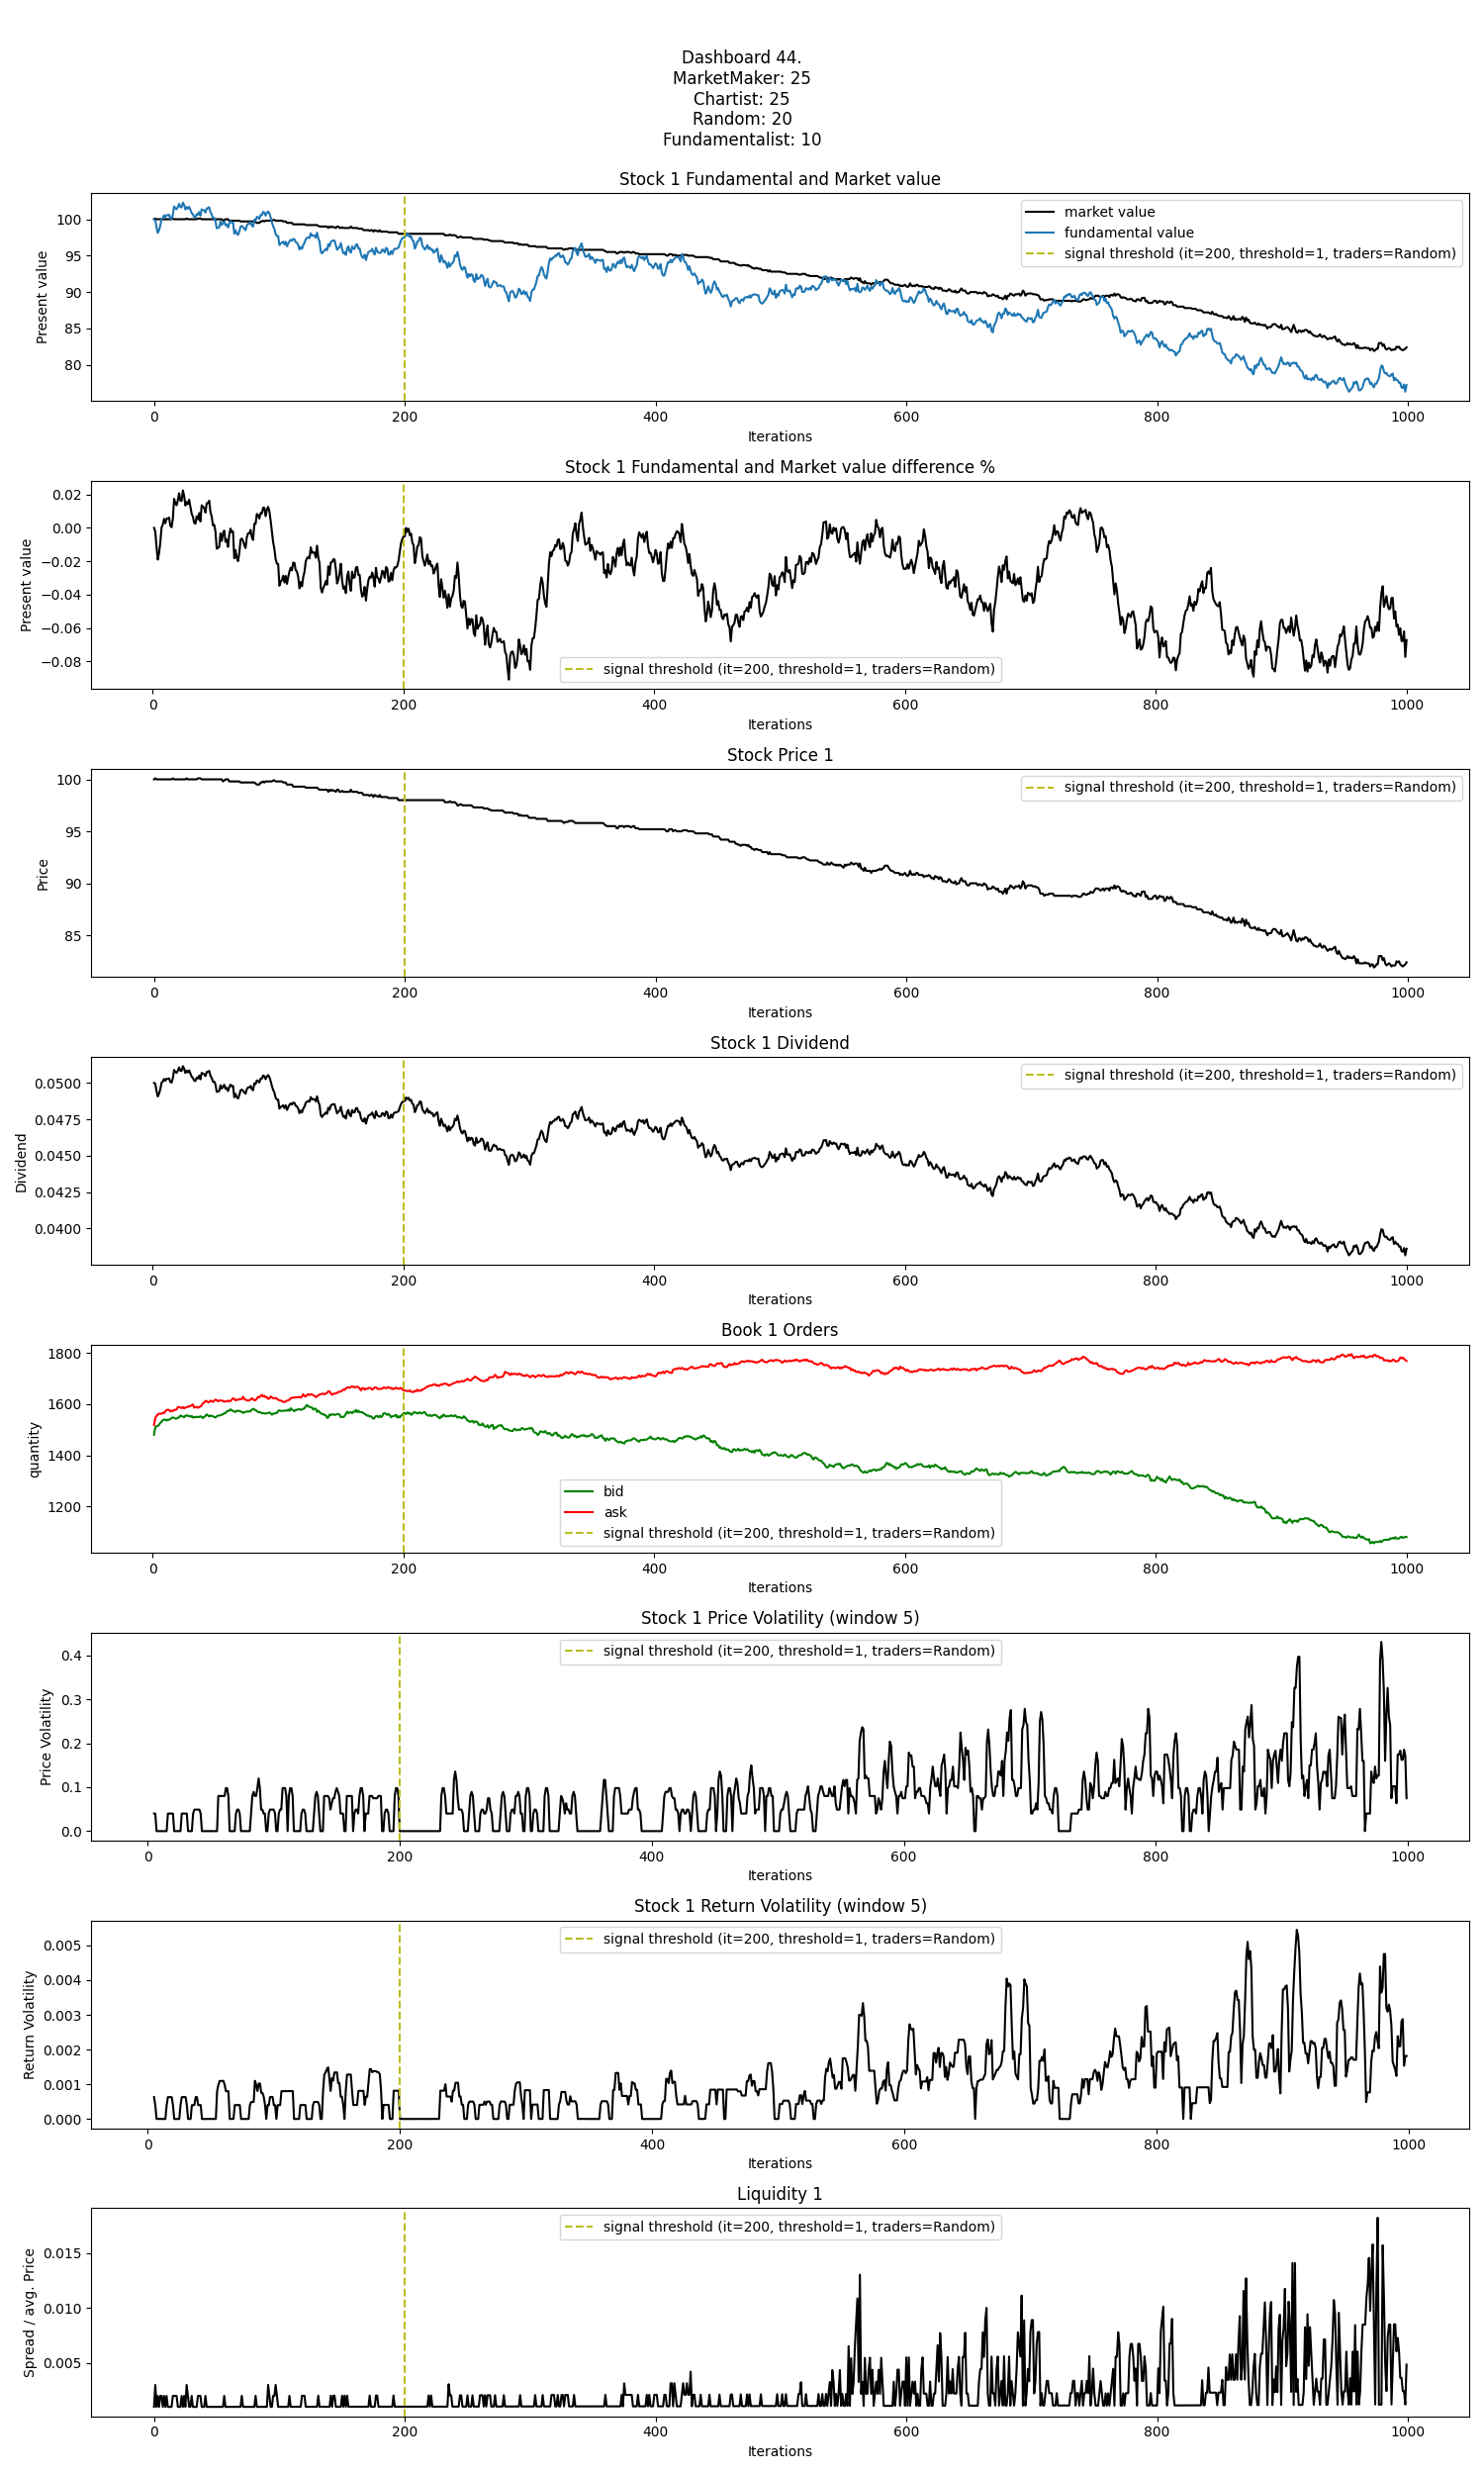 Dashboard 44.
MarketMaker: 25
Chartist: 25
Random: 20
Fundamentalist: 10
Stock 1 Fundamental and Market value
100
95
90
85
80
Present value
market value
fundamental value
signal threshold (it=200, threshold=1, traders=Random)
0 200 400 600 800 1000
Iterations
Stock 1 Fundamental and Market value difference %
0.02
0.00
−0.02
−0.04
−0.06
−0.08
Present value
signal threshold (it=200, threshold=1, traders=Random)
0 200 400 600 800 1000
Iterations
Stock Price 1
100
95
90
85
Price
signal threshold (it=200, threshold=1, traders=Random)
0 200 400 600 800 1000
Iterations
Stock 1 Dividend
0.0500
0.0475
0.0450
0.0425
0.0400
Dividend
signal threshold (it=200, threshold=1, traders=Random)
0 200 400 600 800 1000
Iterations
Book 1 Orders
1800
1600
1400
1200
quantity
bid
ask
signal threshold (it=200, threshold=1, traders=Random)
0 200 400 600 800 1000
Iterations
Stock 1 Price Volatility (window 5)
0.4
0.3
0.2
0.1
0.0
Price Volatility
signal threshold (it=200, threshold=1, traders=Random)
0 200 400 600 800 1000
Iterations
Stock 1 Return Volatility (window 5)
0.005
0.004
0.003
0.002
0.001
0.000
Return Volatility
signal threshold (it=200, threshold=1, traders=Random)
0 200 400 600 800 1000
Iterations
Liquidity 1
0.015
0.010
0.005
Spread / avg. Price
signal threshold (it=200, threshold=1, traders=Random)
0 200 400 600 800 1000
Iterations